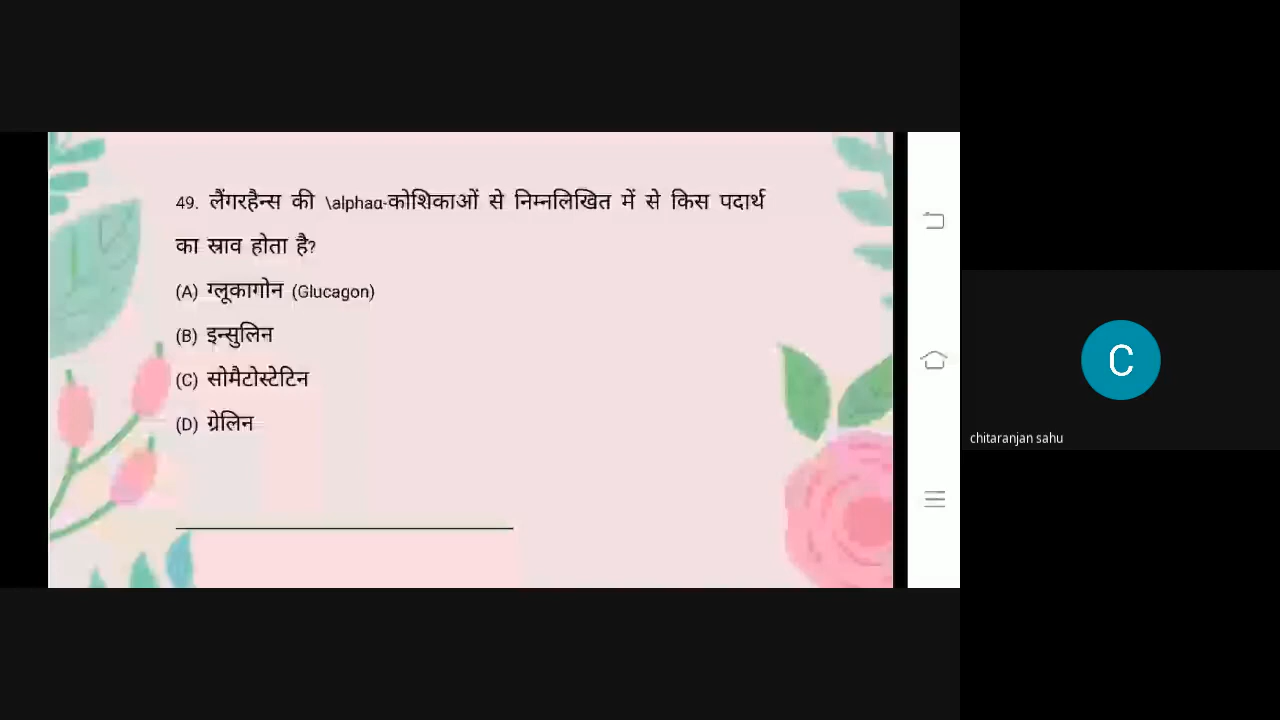 49. लैंगरहैन्स की \alphaα-कोशिकाओं से निम्नलिखित में से किस पदार्थ
का स्राव होता है?
(A) ग्लूकागोन (Glucagon)
(B) इन्सुलिन
(C) सोमैटोस्टेटिन
(D) ग्रेलिन
C
chitaranjan sahu